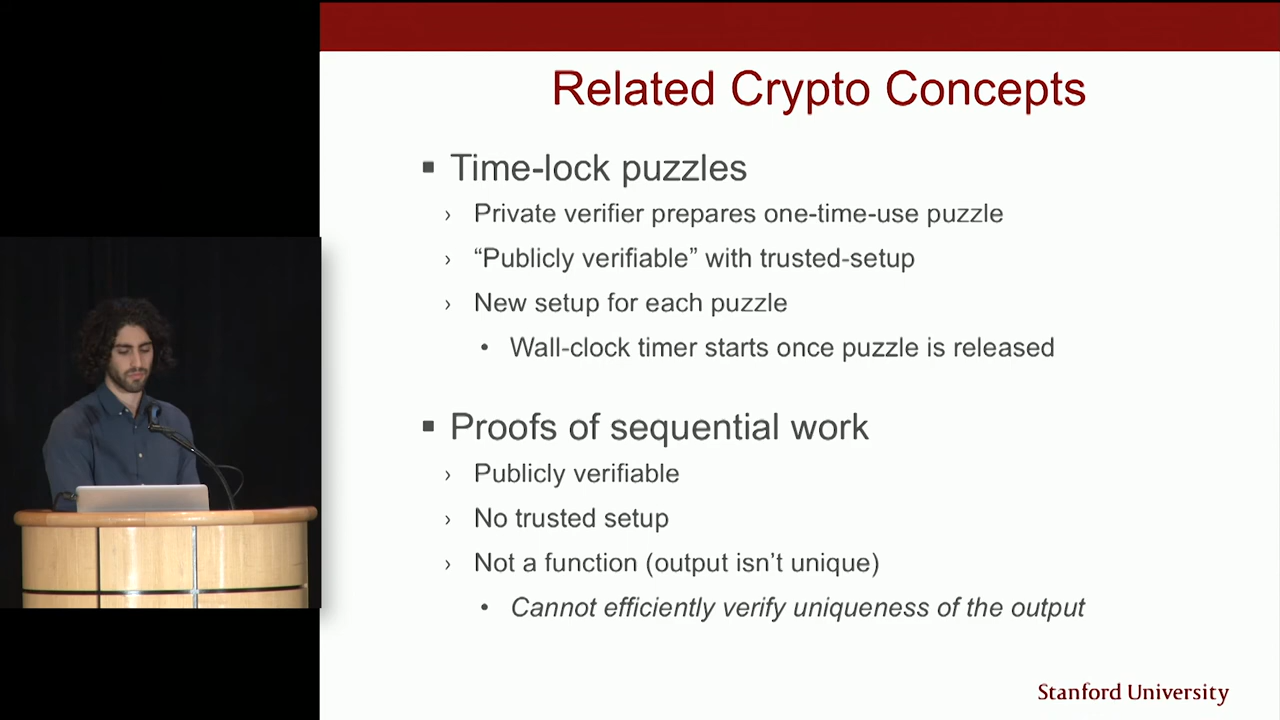 Related Crypto Concepts
▪ Time-lock puzzles
› Private verifier prepares one-time-use puzzle
› “Publicly verifiable” with trusted-setup
› New setup for each puzzle
• Wall-clock timer starts once puzzle is released
▪ Proofs of sequential work
› Publicly verifiable
› No trusted setup
› Not a function (output isn’t unique)
• Cannot efficiently verify uniqueness of the output
Stanford University